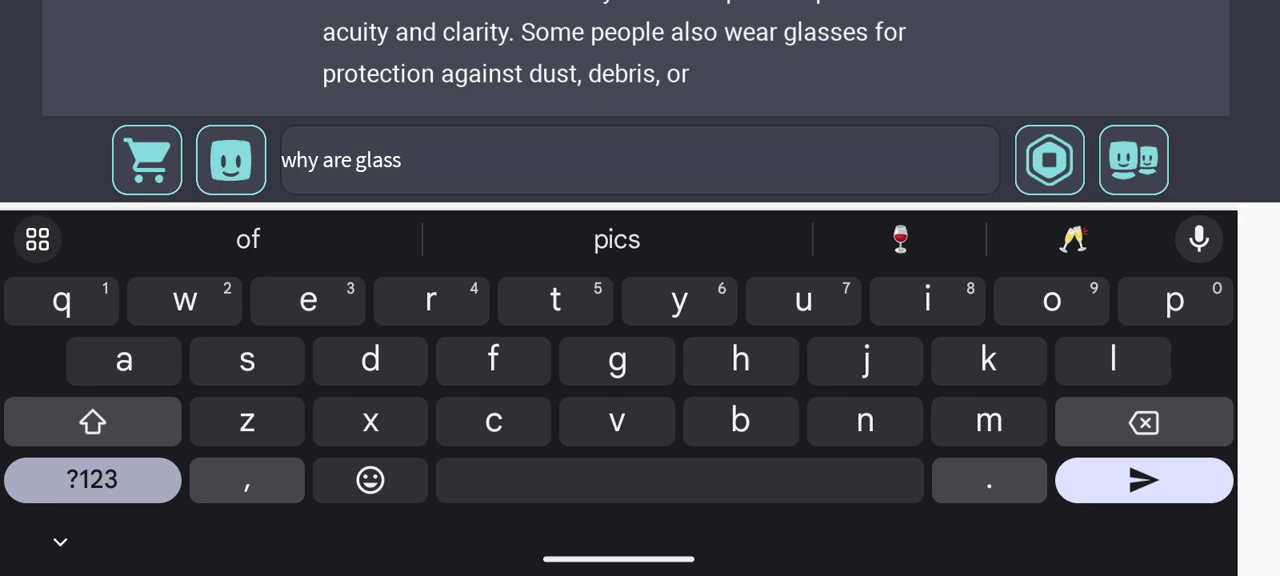 acuity and clarity. Some people also wear glasses for
protection against dust, debris, or
why are glass
of pics
q 1 w 2 e 3 r 4 t 5 y 6 u 7 i 8 o 9 p 0
a s d f g h j k l
z x c v b n m
?123 , .